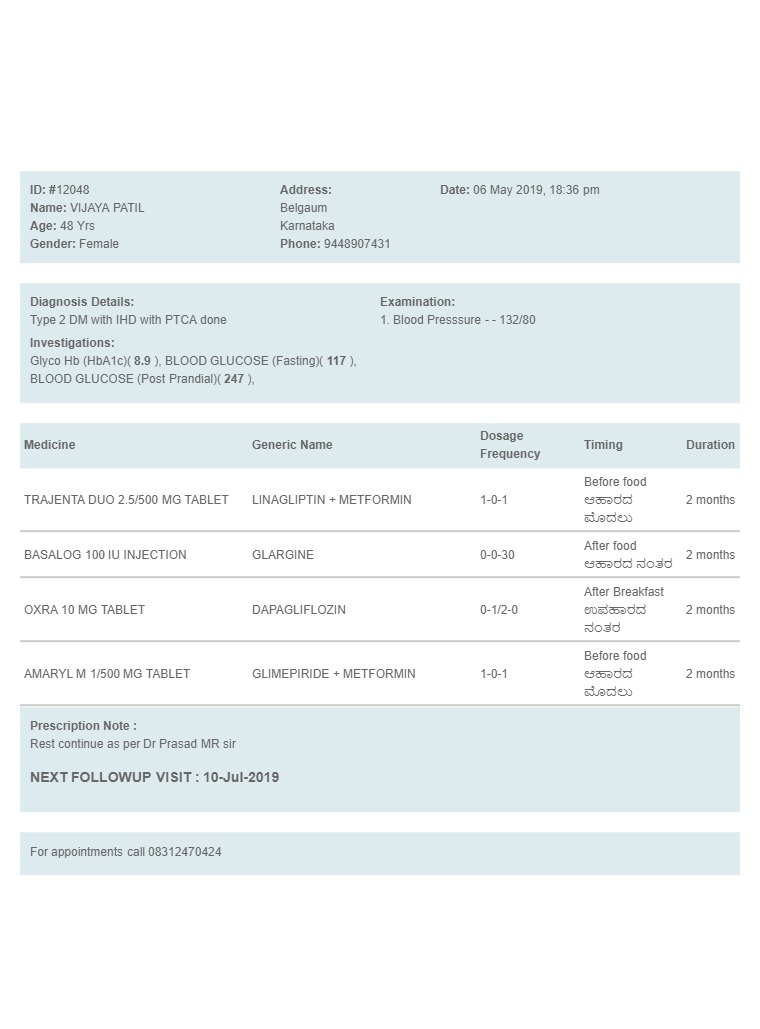 ID: #12048
Name: VIJAYA PATIL
Age: 48 Yrs
Gender: Female
Address:
Belgaum
Karnataka
Phone: 9448907431
Date: 06 May 2019, 18:36 pm
Diagnosis Details:
Type 2 DM with IHD with PTCA done
Examination:
1. Blood Presssure - - 132/80
Investigations:
Glyco Hb (HbA1c)( 8.9 ), BLOOD GLUCOSE (Fasting)( 117 ),
BLOOD GLUCOSE (Post Prandial)( 247 ),
Medicine
Generic Name
Dosage
Frequency
Timing
Duration
TRAJENTA DUO 2.5/500 MG TABLET
LINAGLIPTIN + METFORMIN
1-0-1
Before food
ಆಹಾರದ
ಮೊದಲು
2 months
BASALOG 100 IU INJECTION
GLARGINE
0-0-30
After food
ಆಹಾರದ ನಂತರ
2 months
OXRA 10 MG TABLET
DAPAGLIFLOZIN
0-1/2-0
After Breakfast
ಉಪಹಾರದ
ನಂತರ
2 months
AMARYL M 1/500 MG TABLET
GLIMEPIRIDE + METFORMIN
1-0-1
Before food
ಆಹಾರದ
ಮೊದಲು
2 months
Prescription Note :
Rest continue as per Dr Prasad MR sir
NEXT FOLLOWUP VISIT : 10-Jul-2019
For appointments call 08312470424